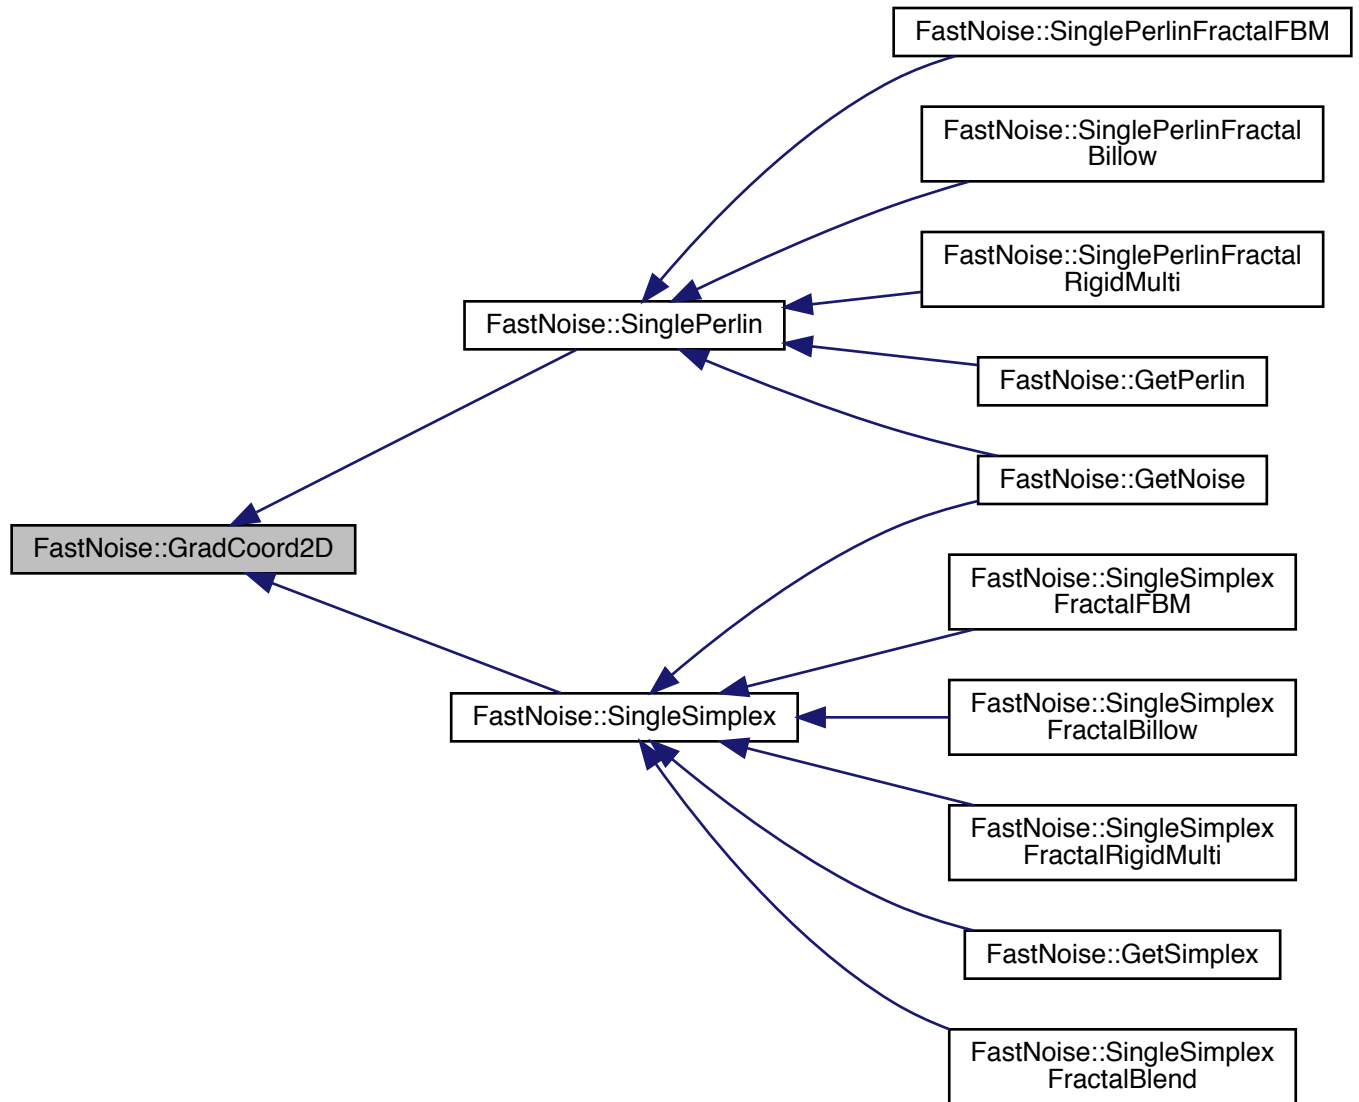 FastNoise::SinglePerlinFractalFBM
FastNoise::SinglePerlinFractal
Billow
FastNoise::SinglePerlinFractal
RigidMulti
FastNoise::SinglePerlin
FastNoise::GetPerlin
FastNoise::GetNoise
FastNoise::GradCoord2D
FastNoise::SingleSimplex
FractalFBM
FastNoise::SingleSimplex
FastNoise::SingleSimplex
FractalBillow
FastNoise::SingleSimplex
FractalRigidMulti
FastNoise::GetSimplex
FastNoise::SingleSimplex
FractalBlend